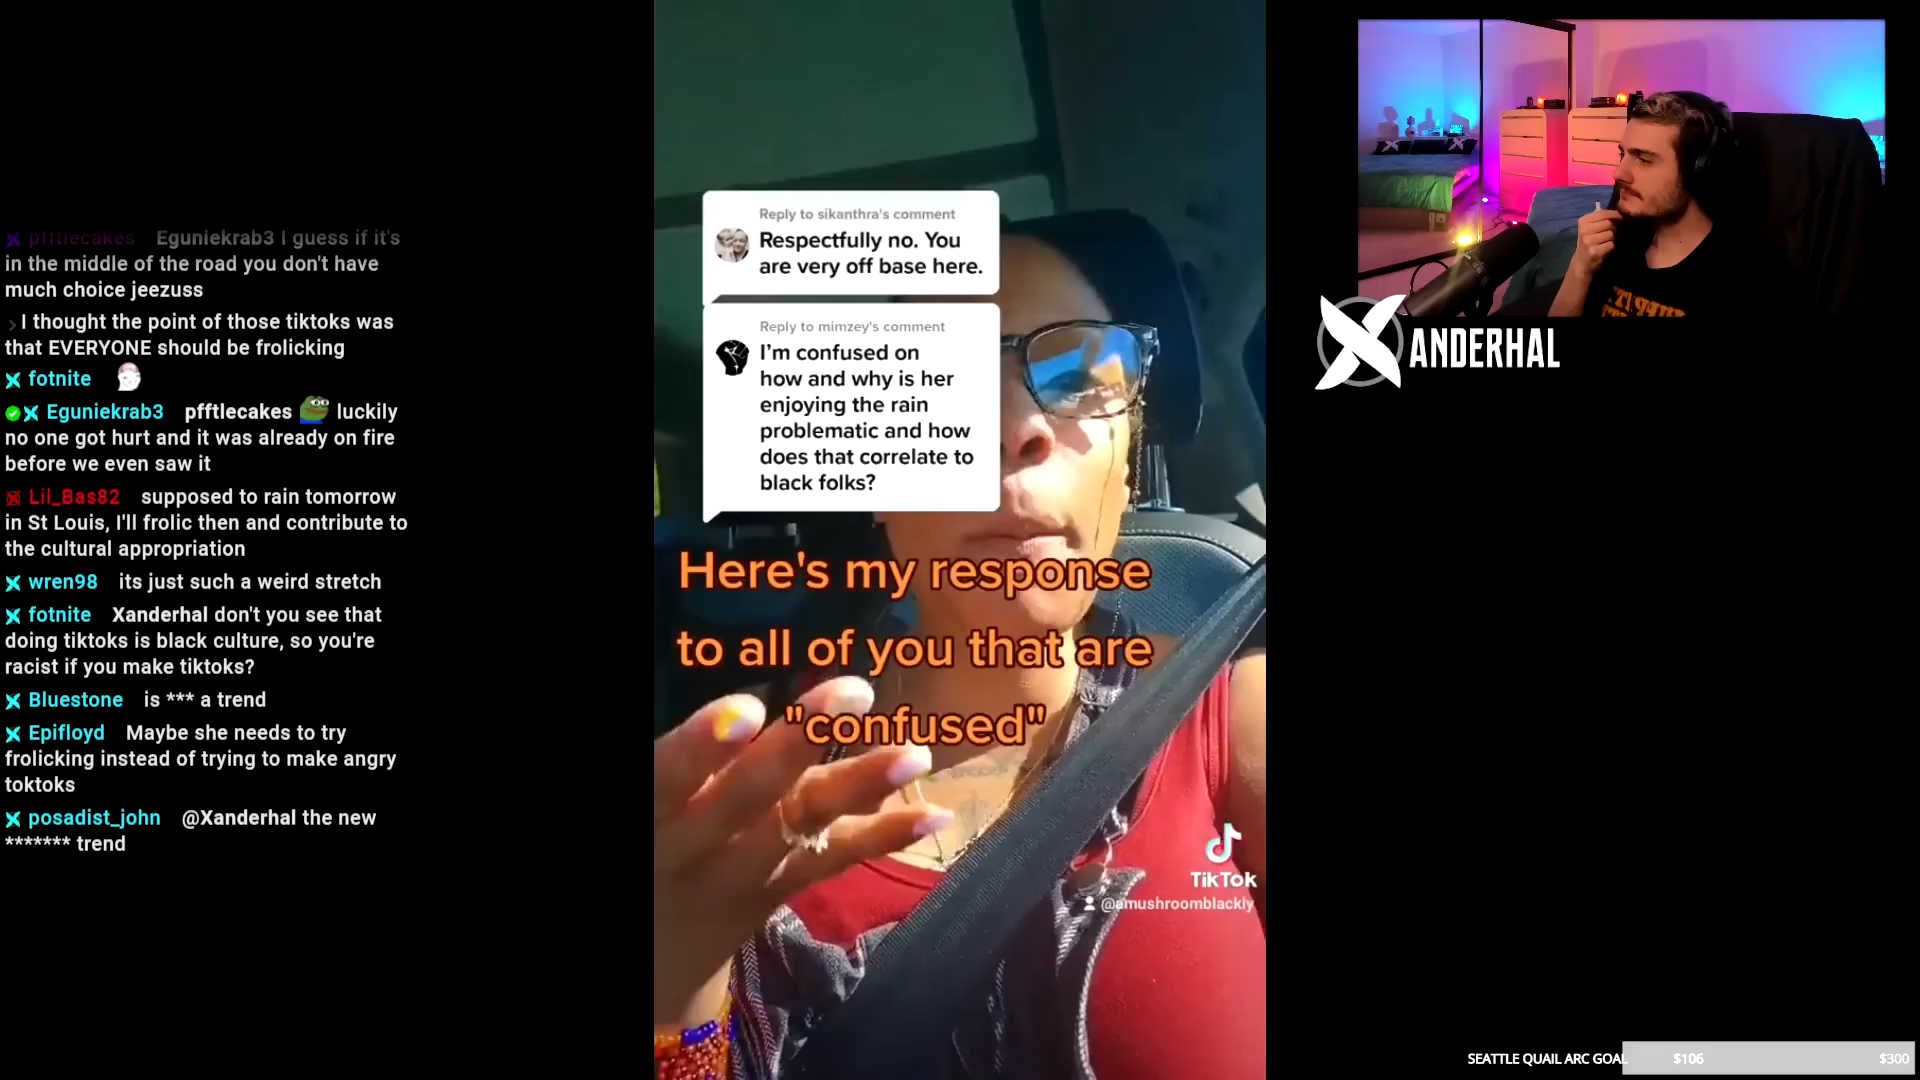 pfftlecakes Eguniekrab3 I guess if it's
in the middle of the road you don't have
much choice jeezuss
I thought the point of those tiktoks was
that EVERYONE should be frolicking
fotnite
Eguniekrab3 pfftlecakes luckily
no one got hurt and it was already on fire
before we even saw it
Lil_Bas82 supposed to rain tomorrow
in St Louis, I'll frolic then and contribute to
the cultural appropriation
wren98 its just such a weird stretch
fotnite Xanderhal don't you see that
doing tiktoks is black culture, so you're
racist if you make tiktoks?
Bluestone is *** a trend
Epifloyd Maybe she needs to try
frolicking instead of trying to make angry
toktoks
posadist_john @Xanderhal the new
******* trend
Reply to sikanthra's comment
Respectfully no. You
are very off base here.
Reply to mimzey's comment
I'm confused on
how and why is her
enjoying the rain
problematic and how
does that correlate to
black folks?
Here's my response
to all of you that are
"confused"
TikTok
@amushroomblackly
XANDERHAL
SEATTLE QUAIL ARC GOAL $106 $300